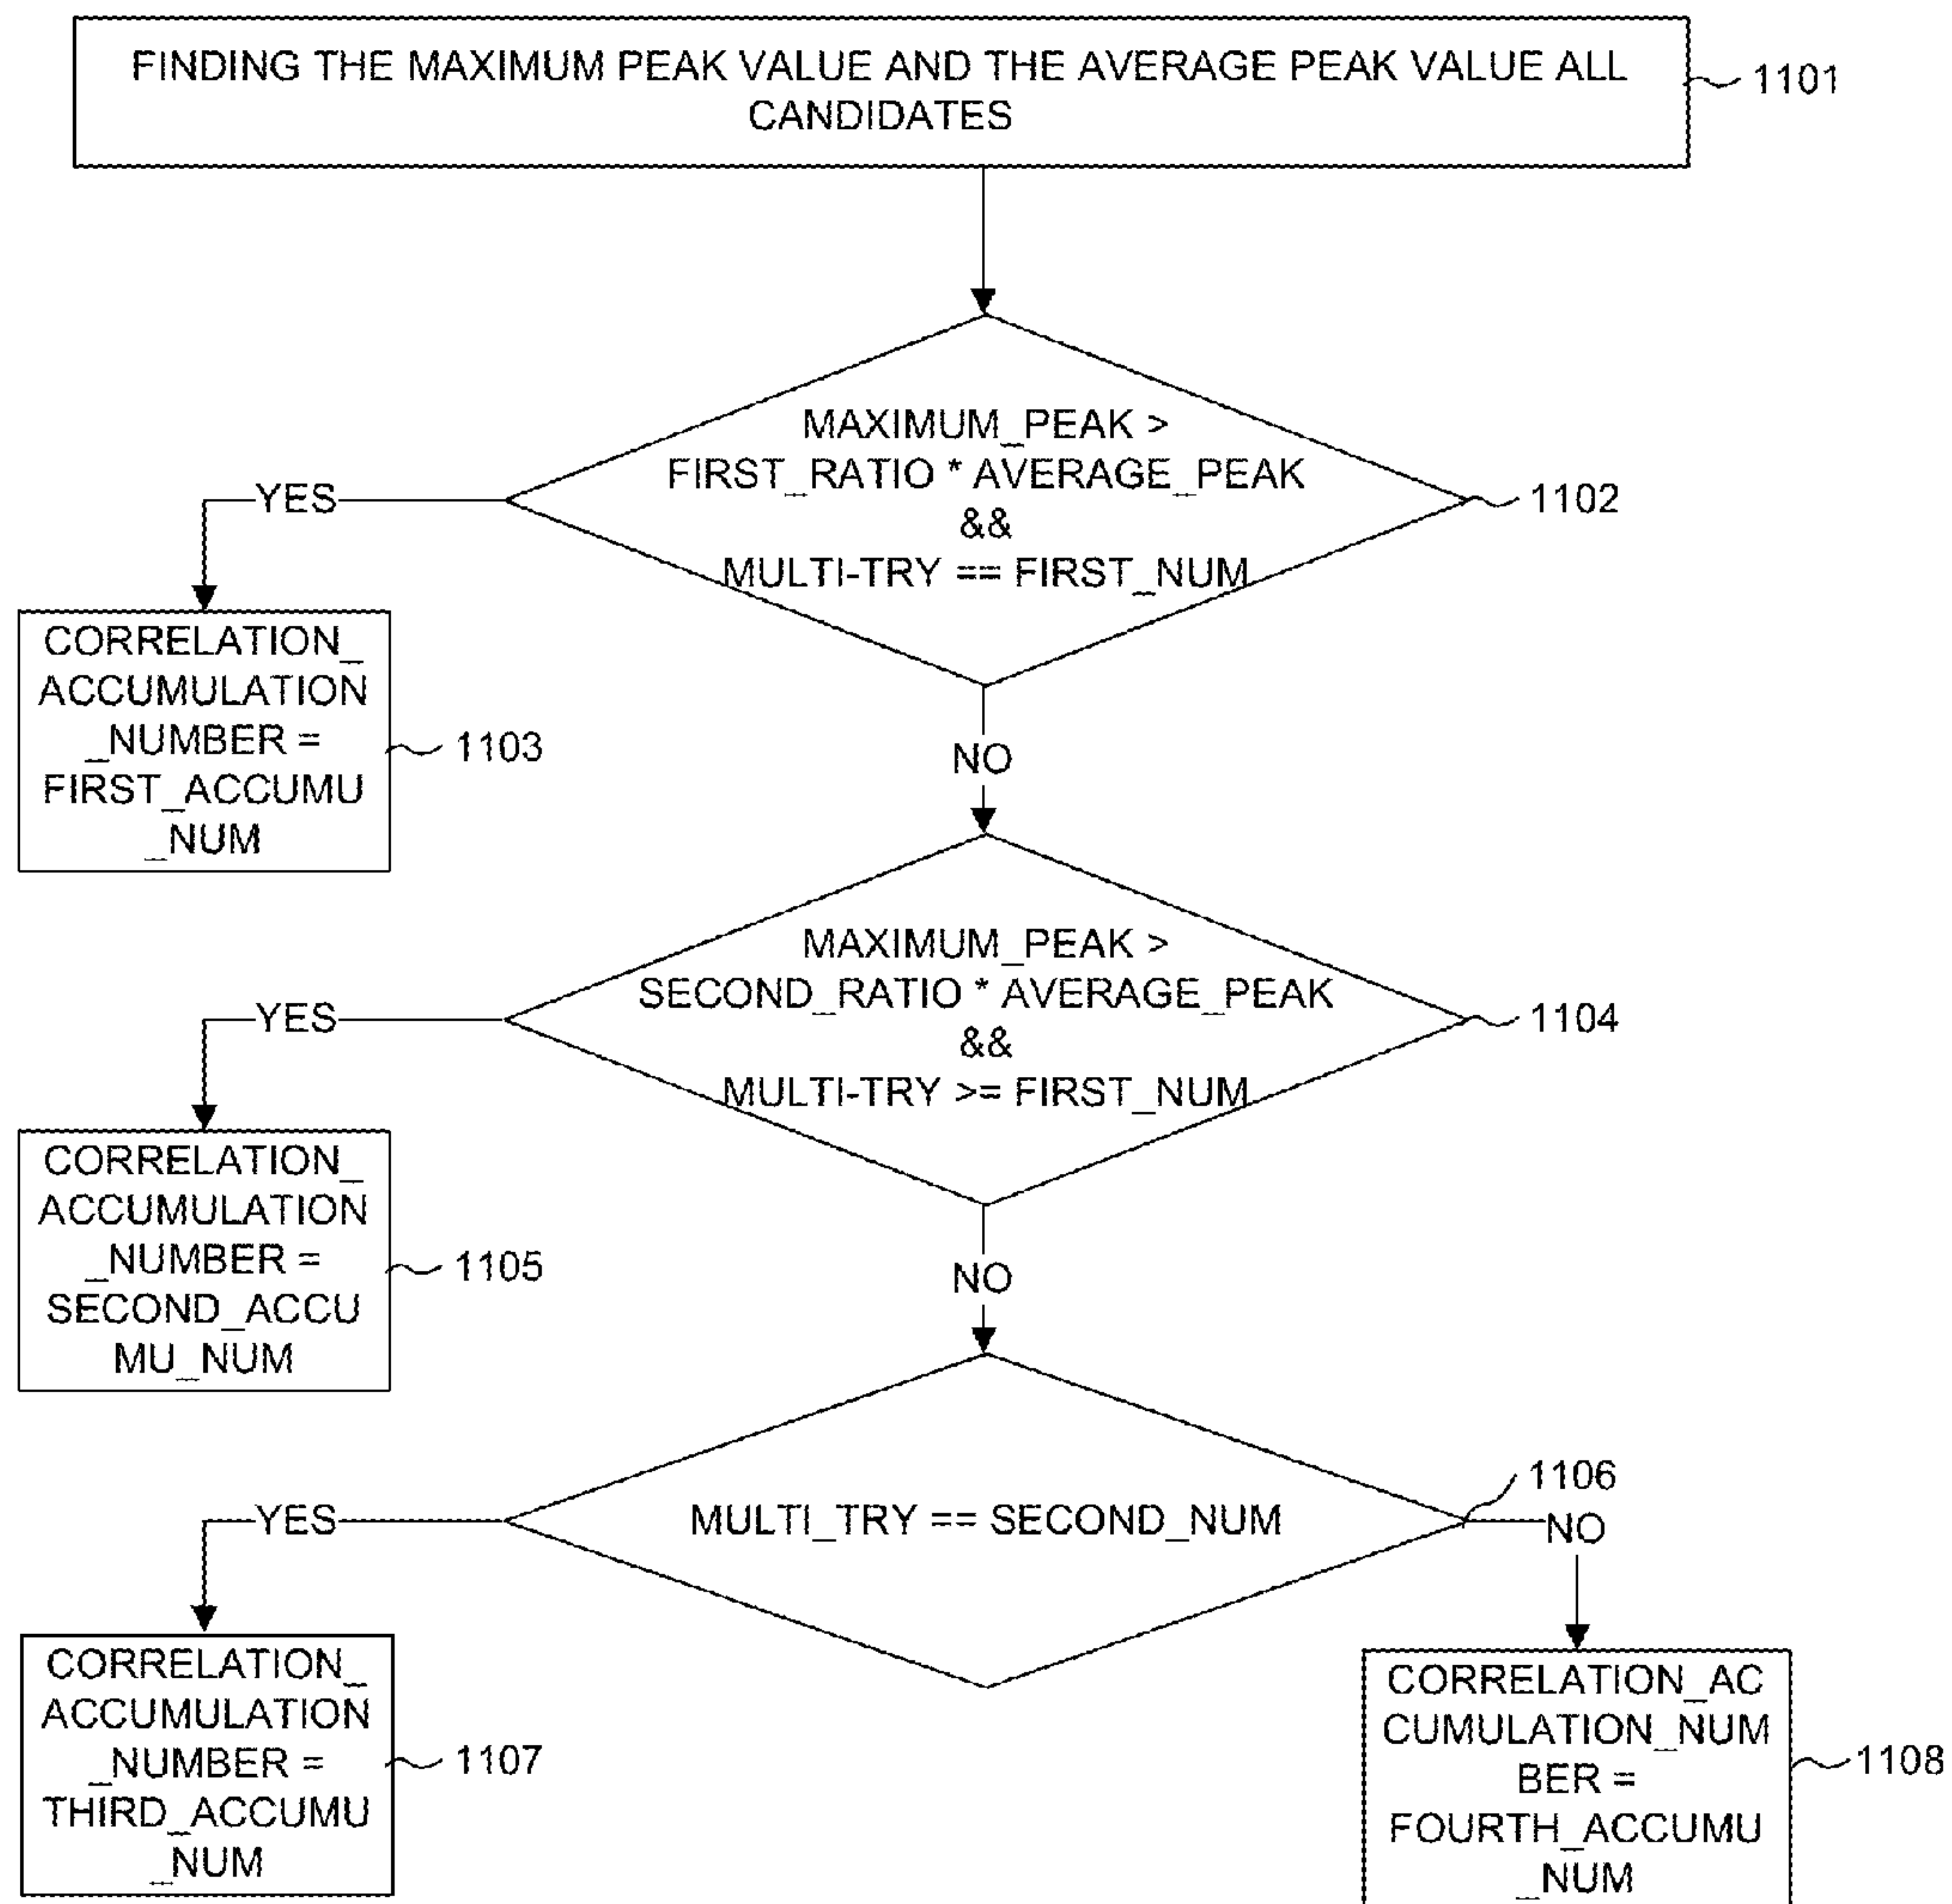 FINDING THE MAXIMUM PEAK VALUE AND THE AVERAGE PEAK VALUE ALL
CANDIDATES
1101
MAXIMUM_PEAK >
FIRST_RATIO * AVERAGE_PEAK
&&
MULTI-TRY == FIRST_NUM
1102
YES
CORRELATION_
ACCUMULATION
_NUMBER =
FIRST_ACCUMU
_NUM
1103
NO
MAXIMUM_PEAK >
SECOND_RATIO * AVERAGE_PEAK
&&
MULTI-TRY >= FIRST_NUM
1104
YES
CORRELATION_
ACCUMULATION
_NUMBER =
SECOND_ACCU
MU_NUM
1105
NO
MULTI_TRY == SECOND_NUM
1106
YES
NO
CORRELATION_
ACCUMULATION
_NUMBER =
THIRD_ACCUMU
_NUM
1107
CORRELATION_AC
CUMULATION_NUM
BER =
FOURTH_ACCUMU
_NUM
1108